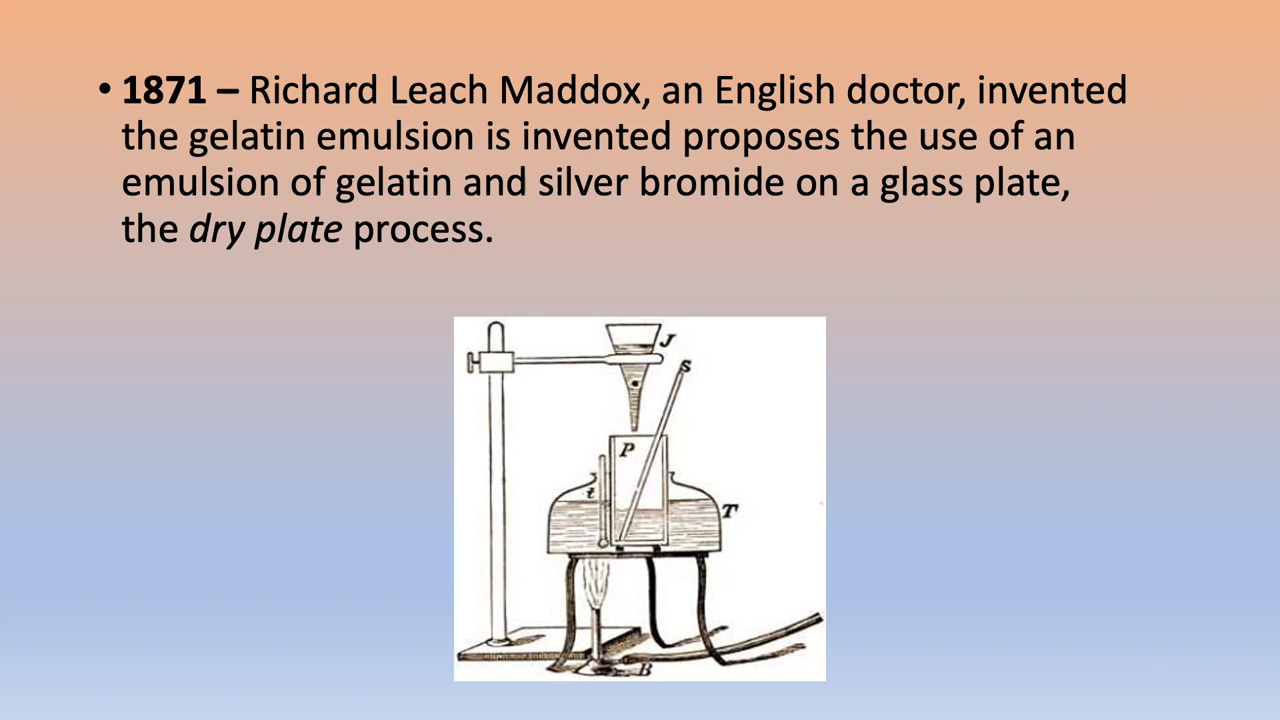 • 1871 – Richard Leach Maddox, an English doctor, invented
the gelatin emulsion is invented proposes the use of an
emulsion of gelatin and silver bromide on a glass plate,
the dry plate process.
J
s
P
t
T
B